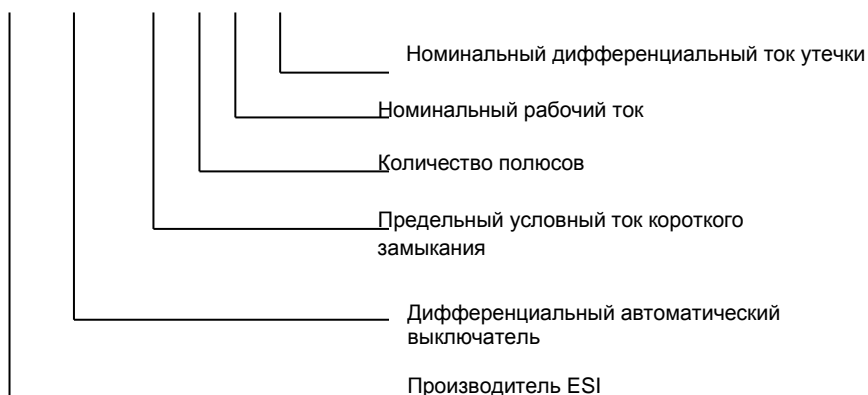 Номинальный дифференциальный ток утечки
Номинальный рабочий ток
Количество полюсов
Предельный условный ток короткого
замыкания
Дифференциальный автоматический
выключатель
Производитель ESI